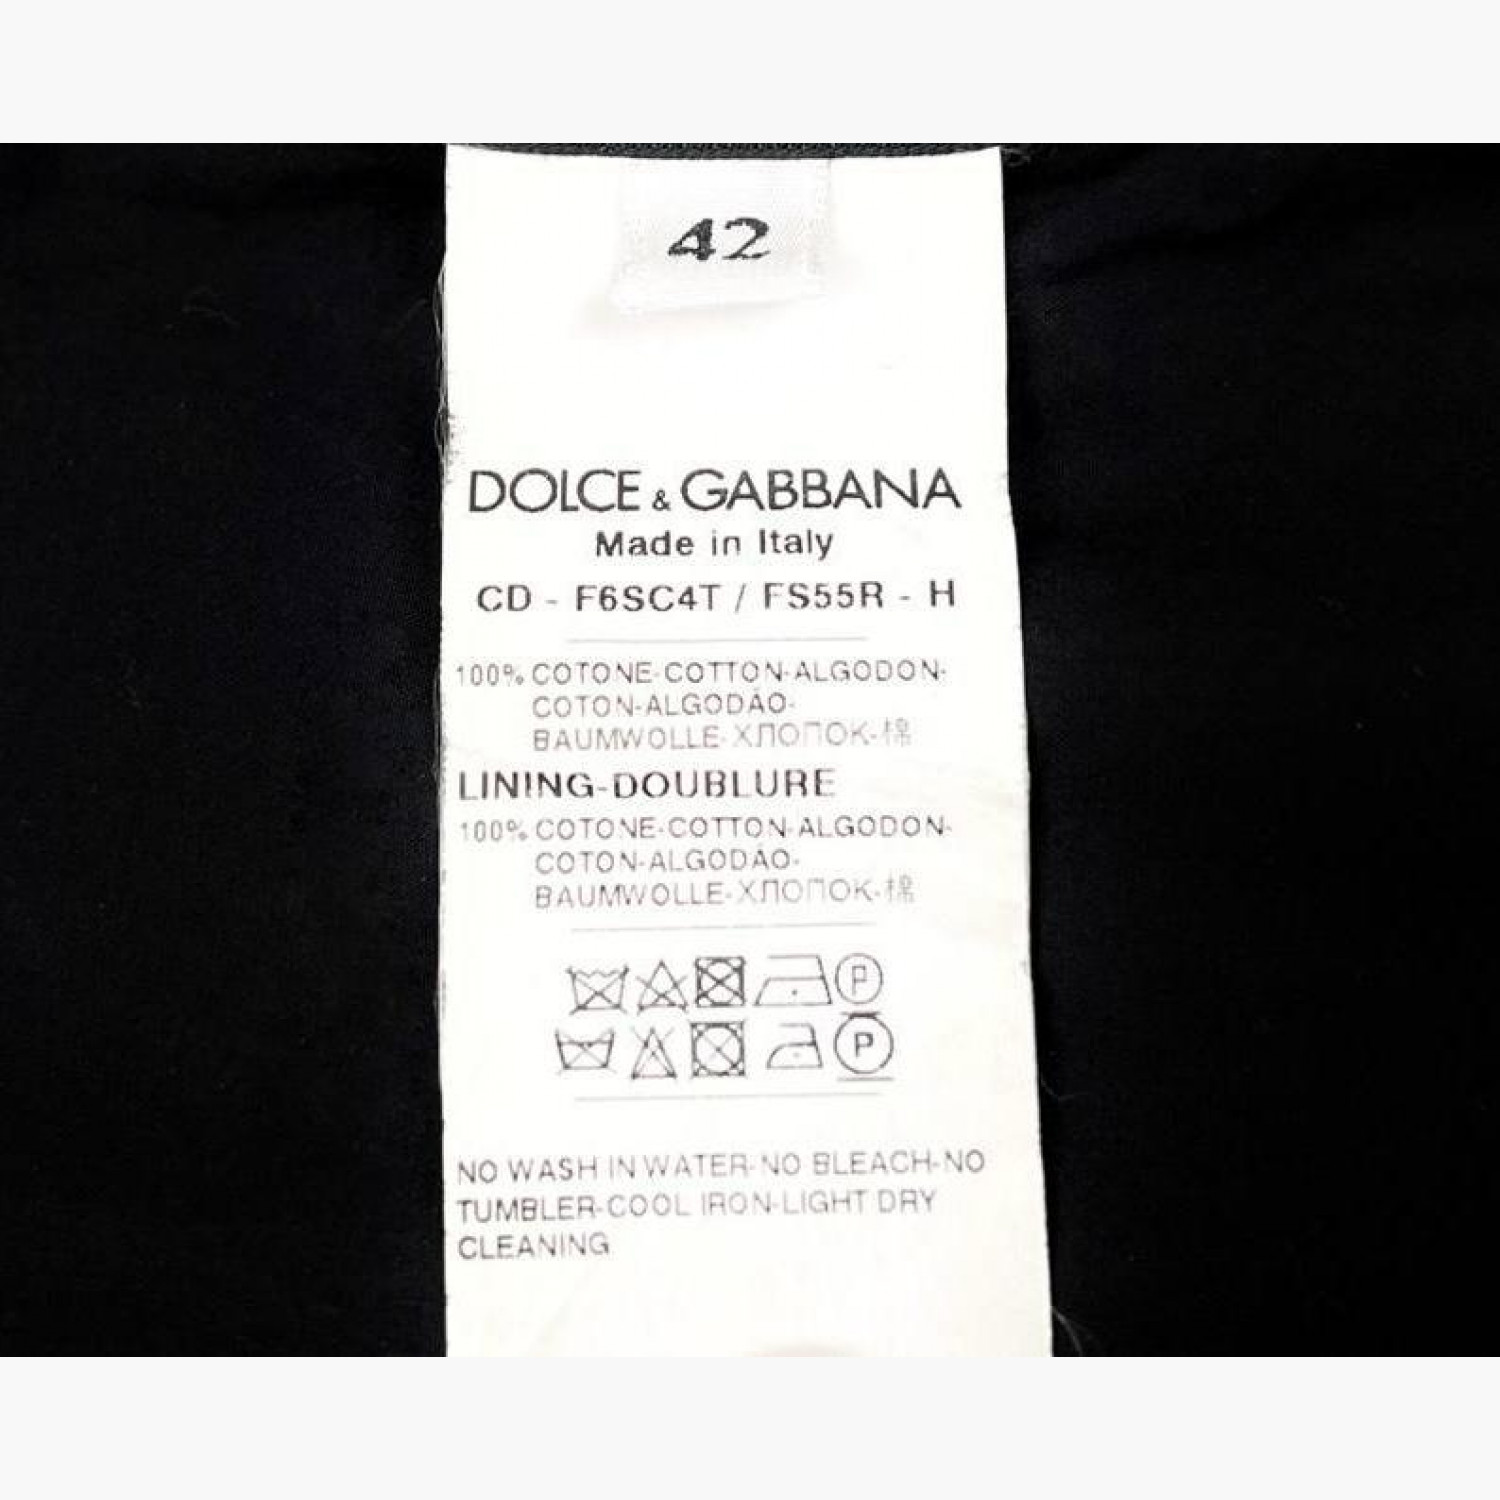 42
DOLCE & GABBANA
Made in Italy
CD - F6SC4T / FS55R - H
100% COTONE-COTTON-ALGODON-
COTON-ALGODÃO-
BAUMWOLLE-ХЛОПОК-棉
LINING-DOUBLURE
100% COTONE-COTTON-ALGODON-
COTON-ALGODÃO-
BAUMWOLLE-ХЛОПОК-棉
P
P
NO WASH IN WATER-NO BLEACH-NO
TUMBLER-COOL IRON-LIGHT DRY
CLEANING